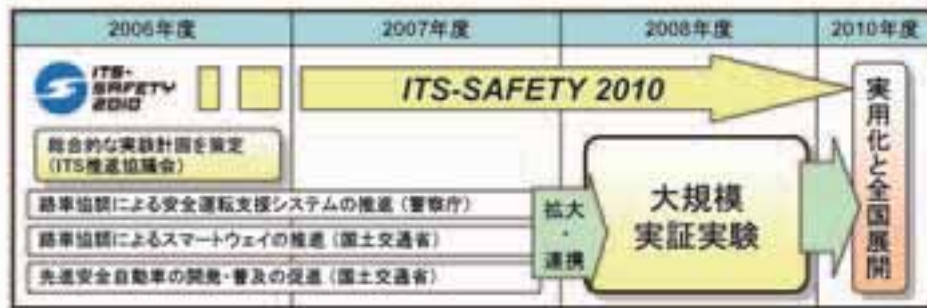 2006年度
2007年度
2008年度
2010年度
ITS-
SAFETY
2010
ITS-SAFETY 2010
総合的な実験計画を策定
(ITS推進協議会)
路車協調による安全運転支援システムの推進(警察庁)
路車協調によるスマートウェイの推進(国土交通省)
先進安全自動車の開発・普及の促進(国土交通省)
拡大
・
連携
大規模
実証実験
実用化と全国展開